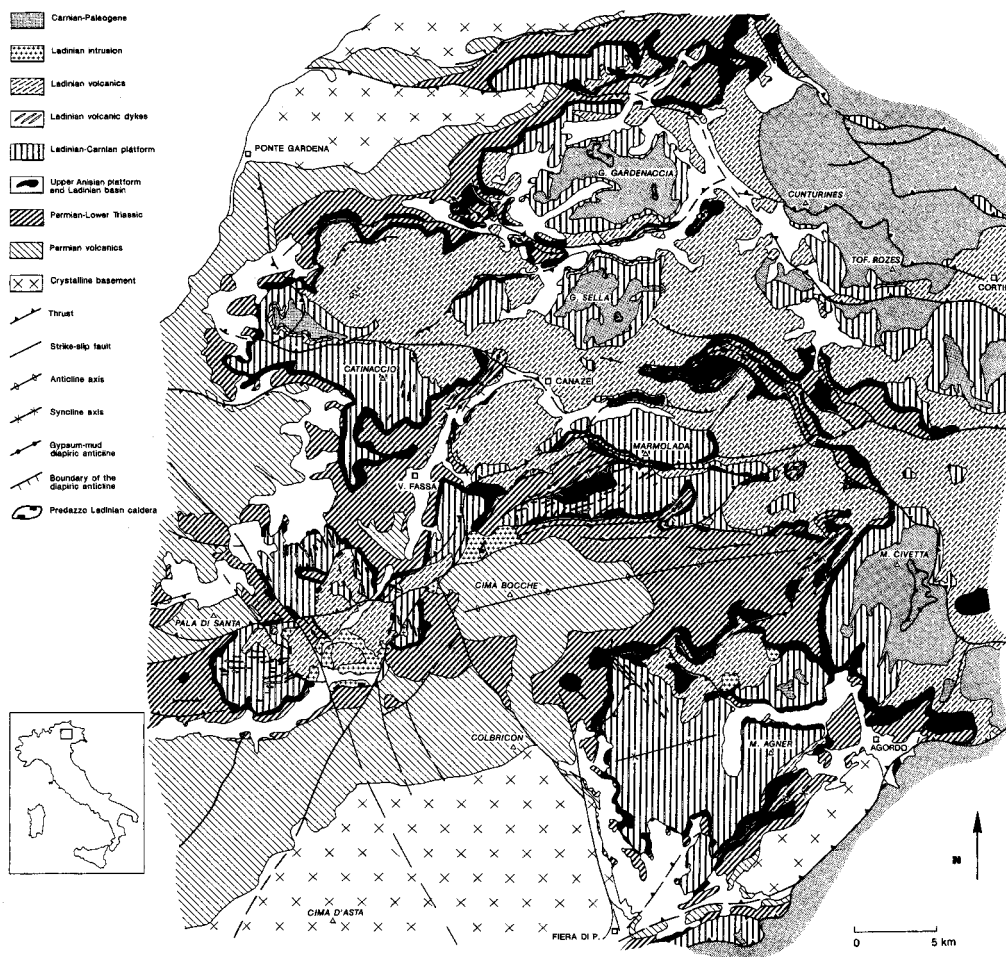 Carnian-Palaeogene
Ladinian intrusion
Ladinian volcanics
Ladinian volcanic dykes
Ladinian-Carnian platform
Upper Anisian platform
and Ladinian basin
Permian-Lower Triassic
Permian volcanics
Crystalline basement
Thrust
Strike-slip fault
Anticline axis
Syncline axis
Gypsum-mud
diapiric anticline
Boundary of the
diapiric anticline
Predazzo Ladinian caldera
PONTE GARDENA
G. GARDENACCIA
CUNTURINES
TOF. ROZES
CORTI
G. SELLA
CATINACCIO
CANAZEI
MARMOLADA
V. FASSA
M. CIVETTA
CIMA BOCCHE
PALA DI SANTA
COLBRICON
M. AGNER
AGORDO
CIMA D'ASTA
FIERA DI P.
N
0 5 km